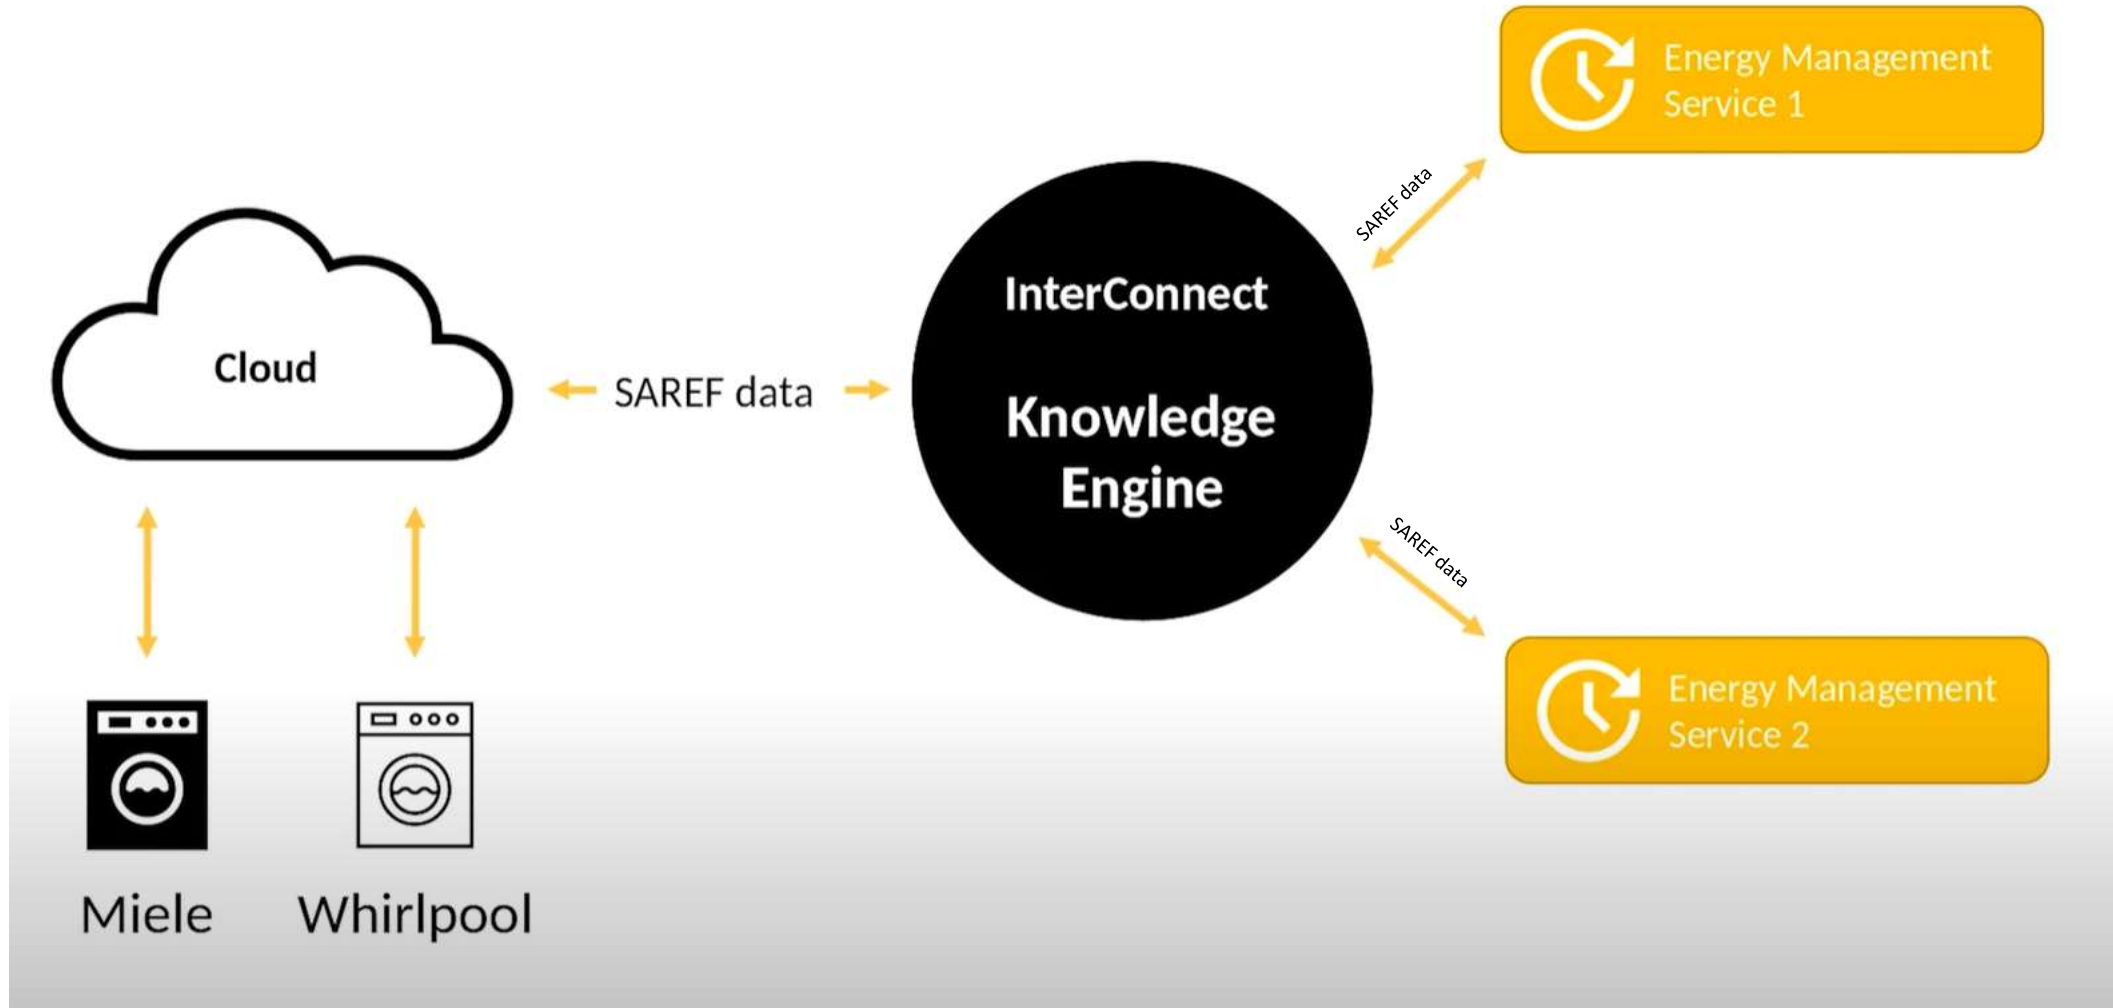 Energy Management
Service 1
SAREF data
InterConnect
Cloud
SAREF data
Knowledge
Engine
SAREF data
Energy Management
Service 2
Miele
Whirlpool